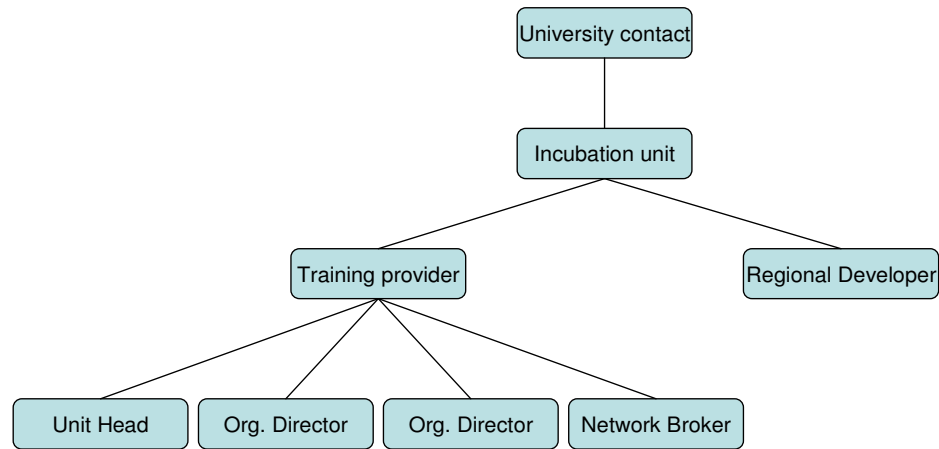 University contact
Incubation unit
Training provider
Regional Developer
Unit Head
Org. Director
Org. Director
Network Broker